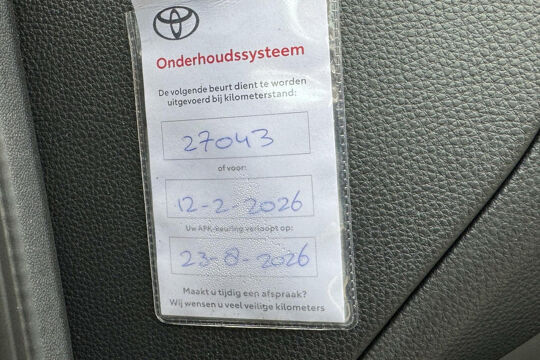 Onderhoudssysteem
De volgende beurt dient te worden
uitgevoerd bij kilometerstand:
27043
of voor:
12-2-2026
Uw APK-keuring verloopt op:
23-8-2026
Maakt u tijdig een afspraak?
Wij wensen u veel veilige kilometers